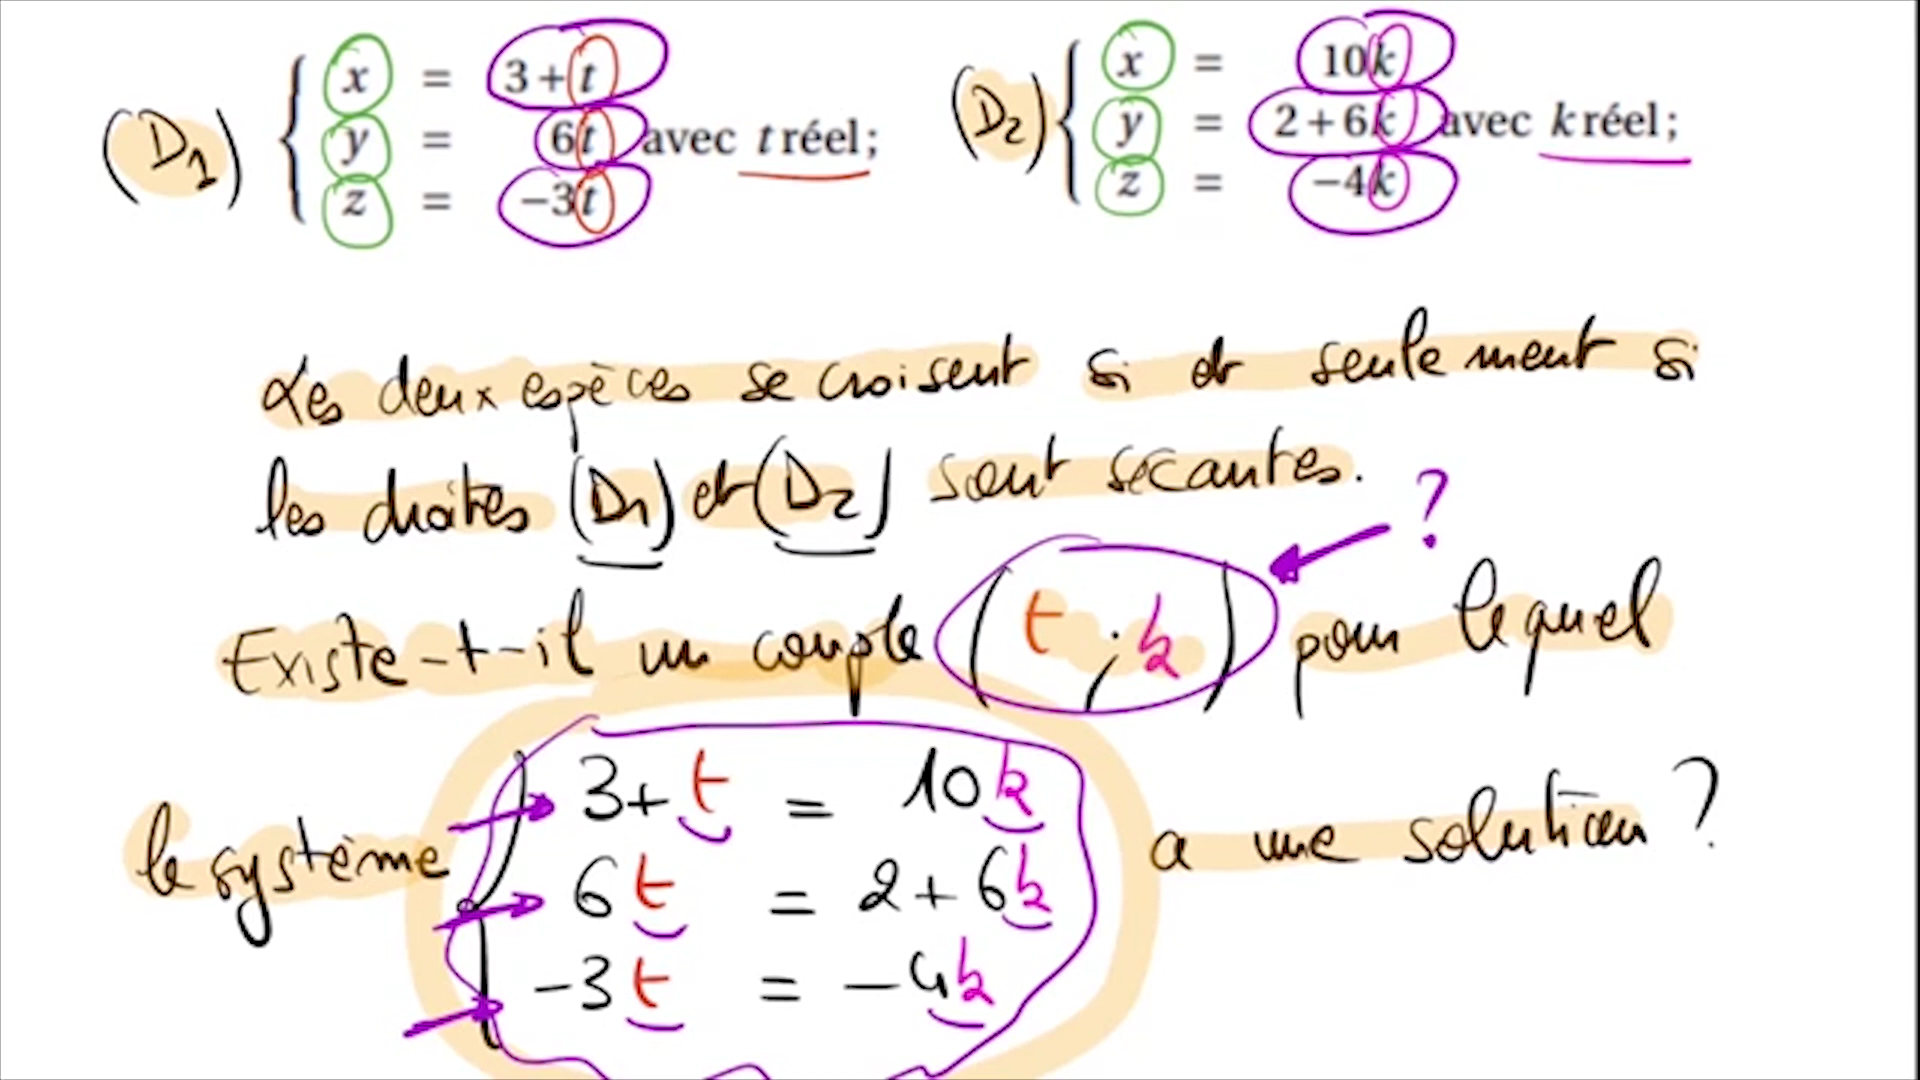 (D1) { x = 3+t
y = 6t avec t réel;
z = −3t
(D2) { x = 10k
y = 2+6k avec k réel;
z = −4k
Les deux espèces se croisent si et seulement si
les droites (D1) et (D2) sont sécantes.
?
Existe-t-il un couple (t ; k) pour lequel
le système { 3+t = 10k a une solution ?
6t = 2+6k
-3t = -4k